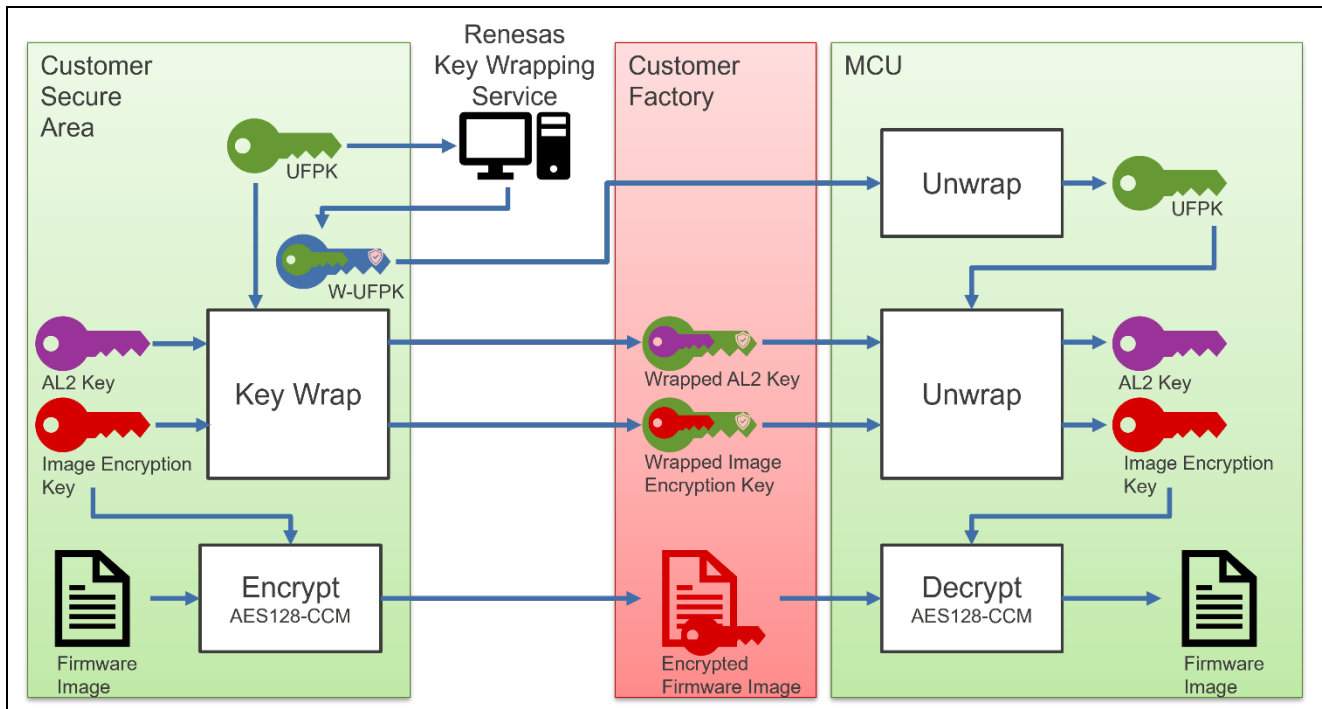 Customer
Secure
Area
Renesas
Key Wrapping
Service
Customer
Factory
MCU
UFPK
Unwrap
UFPK
W-UFPK
AL2 Key
Key Wrap
Wrapped AL2 Key
Unwrap
AL2 Key
Image Encryption
Key
Wrapped Image
Encryption Key
Image Encryption
Key
Encrypt
AES128-CCM
Decrypt
AES128-CCM
Firmware
Image
Encrypted
Firmware Image
Firmware
Image